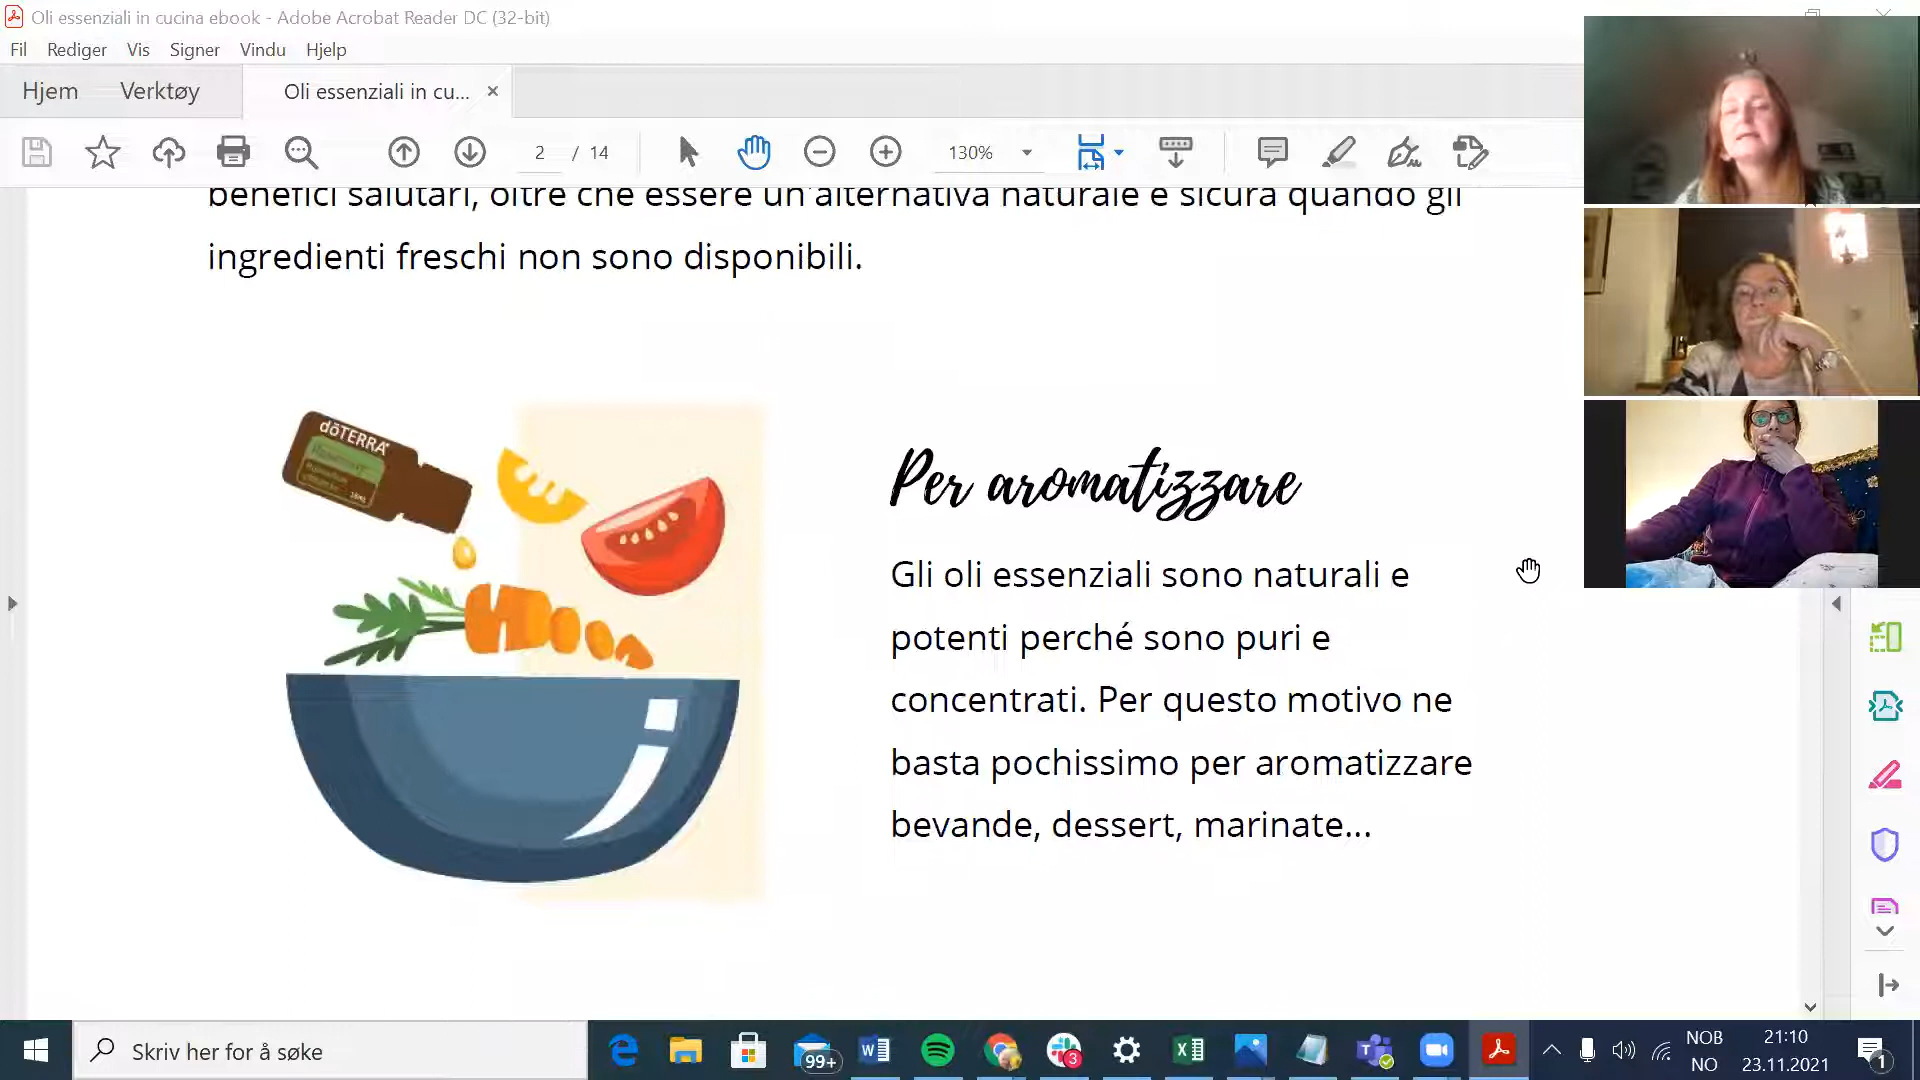 Oli essenziali in cucina ebook - Adobe Acrobat Reader DC (32-bit)
Fil Rediger Vis Signer Vindu Hjelp
Hjem Verktøy Oli essenziali in cu...
2 / 14 130%
benefici salutari, oltre che essere un'alternativa naturale e sicura quando gli
ingredienti freschi non sono disponibili.
dōTERRA
Per aromatizzare
Gli oli essenziali sono naturali e
potenti perché sono puri e
concentrati. Per questo motivo ne
basta pochissimo per aromatizzare
bevande, dessert, marinate...
Skriv her for å søke
99+
3
NOB
NO
21:10
23.11.2021
1